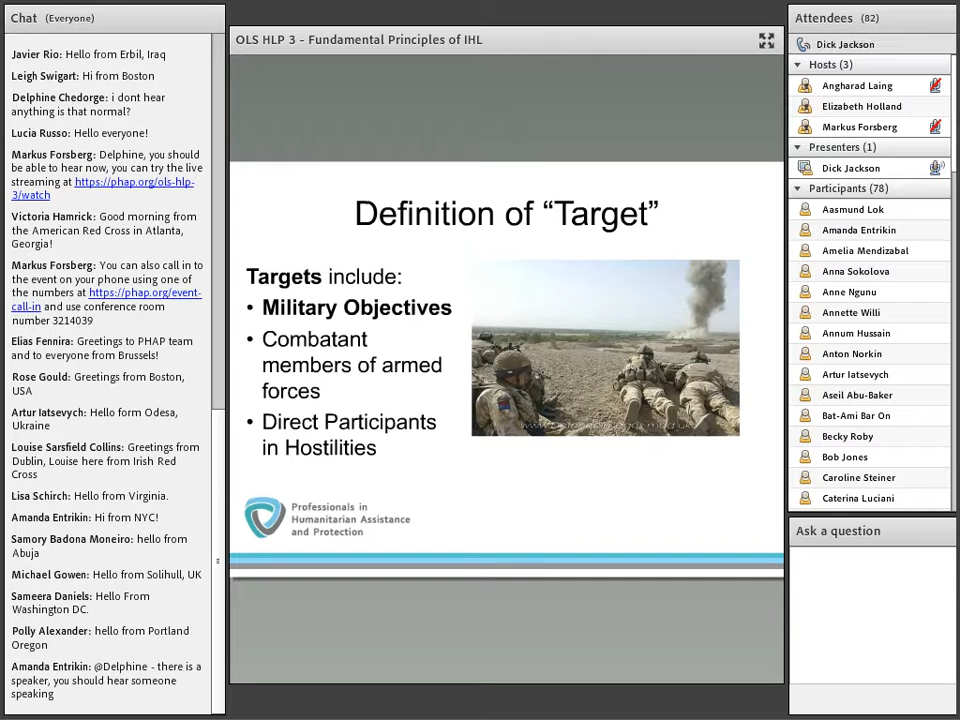 Chat (Everyone)
Javier Rio: Hello from Erbil, Iraq
Leigh Swigart: Hi from Boston
Delphine Chedorge: i dont hear
anything is that normal?
Lucia Russo: Hello everyone!
Markus Forsberg: Delphine, you should
be able to hear now, you can try the live
streaming at https://phap.org/ols-hlp-
3/watch
Victoria Hamrick: Good morning from
the American Red Cross in Atlanta,
Georgia!
Markus Forsberg: You can also call in to
the event on your phone using one of
the numbers at https://phap.org/event-
call-in and use conference room
number 3214039
Elias Fennira: Greetings to PHAP team
and to everyone from Brussels!
Rose Gould: Greetings from Boston,
USA
Artur Iatsevych: Hello form Odesa,
Ukraine
Louise Sarsfield Collins: Greetings from
Dublin, Louise here from Irish Red
Cross
Lisa Schirch: Hello from Virginia.
Amanda Entrikin: Hi from NYC!
Samory Badona Moneiro: hello from
Abuja
Michael Gowen: Hello from Solihull, UK
Sameera Daniels: Hello From
Washington DC.
Polly Alexander: hello from Portland
Oregon
Amanda Entrikin: @Delphine - there is a
speaker, you should hear someone
speaking
OLS HLP 3 - Fundamental Principles of IHL
Definition of “Target”
Targets include:
• Military Objectives
• Combatant
members of armed
forces
• Direct Participants
in Hostilities
Professionals in
Humanitarian Assistance
and Protection
Attendees (82)
Dick Jackson
Hosts (3)
Angharad Laing
Elizabeth Holland
Markus Forsberg
Presenters (1)
Dick Jackson
Participants (78)
Aasmund Lok
Amanda Entrikin
Amelia Mendizabal
Anna Sokolova
Anne Ngunu
Annette Willi
Annum Hussain
Anton Norkin
Artur Iatsevych
Aseil Abu-Baker
Bat-Ami Bar On
Becky Roby
Bob Jones
Caroline Steiner
Caterina Luciani
Ask a question